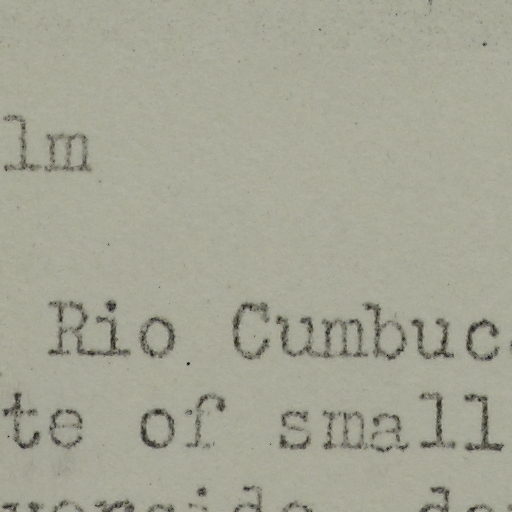 lm
Rio Cumbuc
te of small